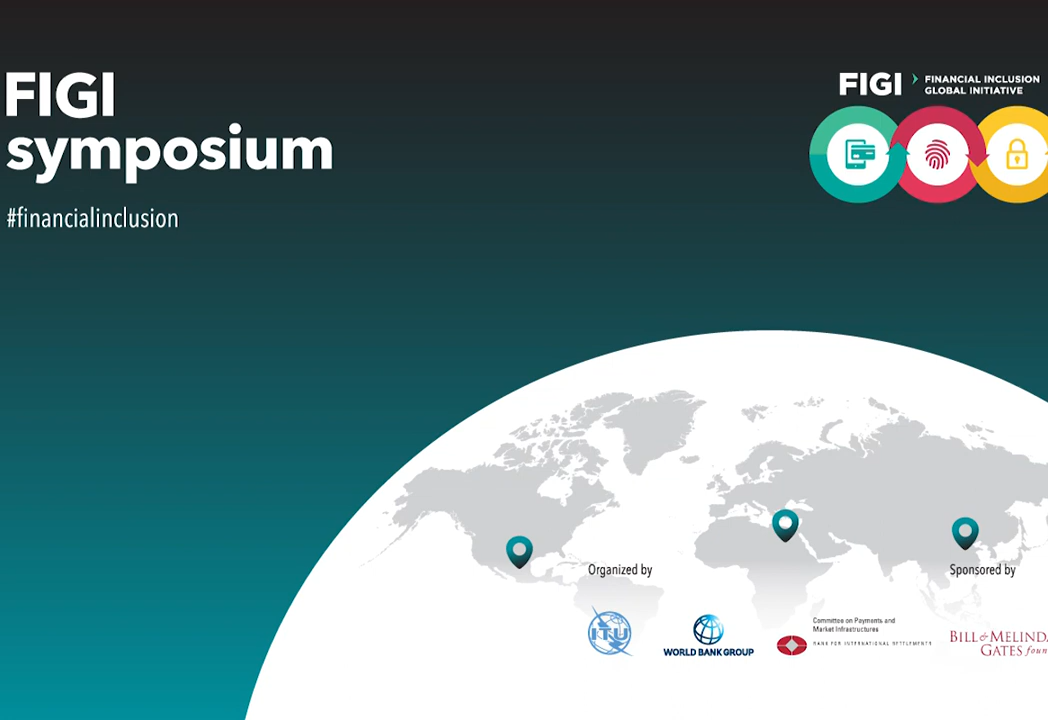 FIGI
symposium
#financialinclusion
FIGI
FINANCIAL INCLUSION
GLOBAL INITIATIVE
Organized by
Sponsored by
ITU
WORLD BANK GROUP
Committee on Payments and
Market Infrastructures
BANK FOR INTERNATIONAL SETTLEMENTS
BILL & MELINDA
GATES foun